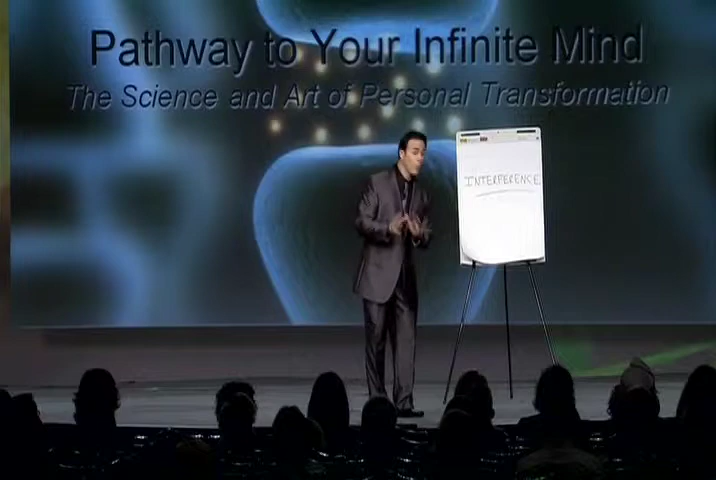 Pathway to Your Infinite Mind
The Science and Art of Personal Transformation
INTERFERENCE